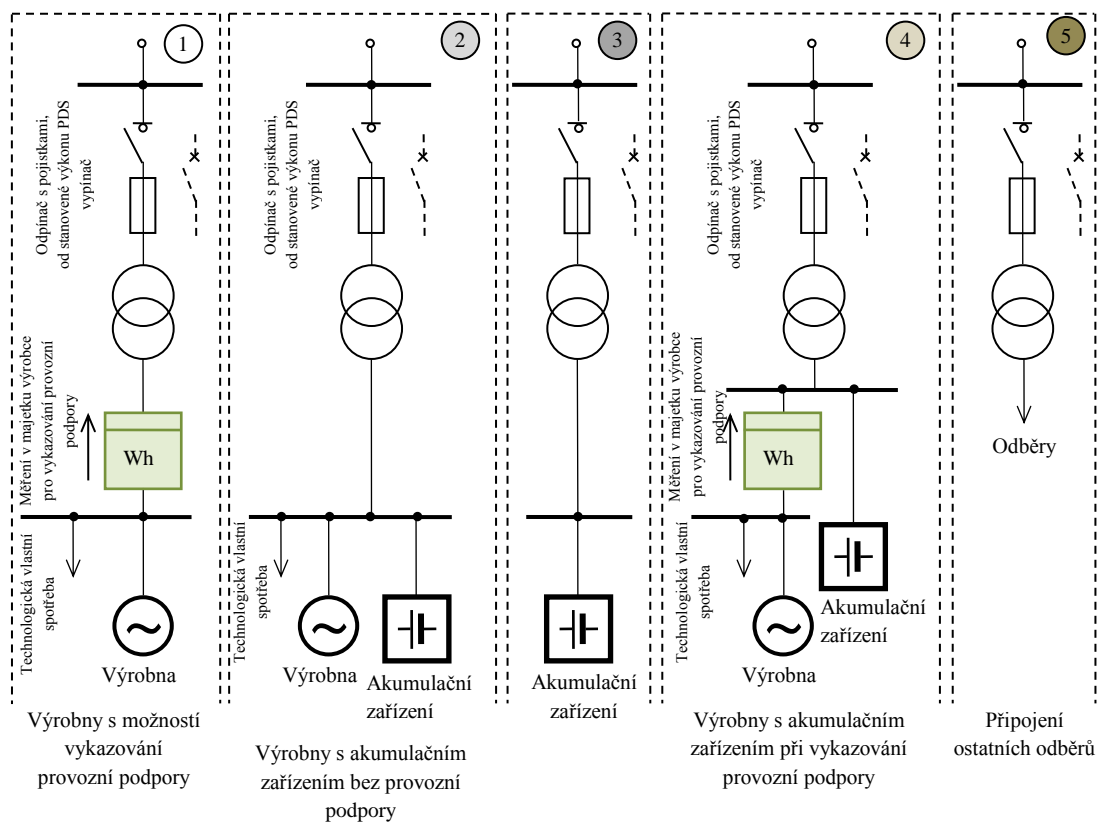 1
Odpínač s pojistkami,
od stanovené výkonu PDS
vypínač
Měření v majetku výrobce
pro vykazování provozní
podpory
Wh
Technologická vlastní
spotřeba
Výrobna
Výrobny s možností
vykazování
provozní podpory
2
Odpínač s pojistkami,
od stanovené výkonu PDS
vypínač
Technologická vlastní
spotřeba
Výrobna
Akumulační
zařízení
Výrobny s akumulačním
zařízením bez provozní
podpory
3
Akumulační
zařízení
4
Odpínač s pojistkami,
od stanovené výkonu PDS
vypínač
Měření v majetku výrobce
pro vykazování provozní
podpory
Wh
Technologická vlastní
spotřeba
Akumulační
zařízení
Výrobna
Výrobny s akumulačním
zařízením při vykazování
provozní podpory
5
Odběry
Připojení
ostatních odběrů